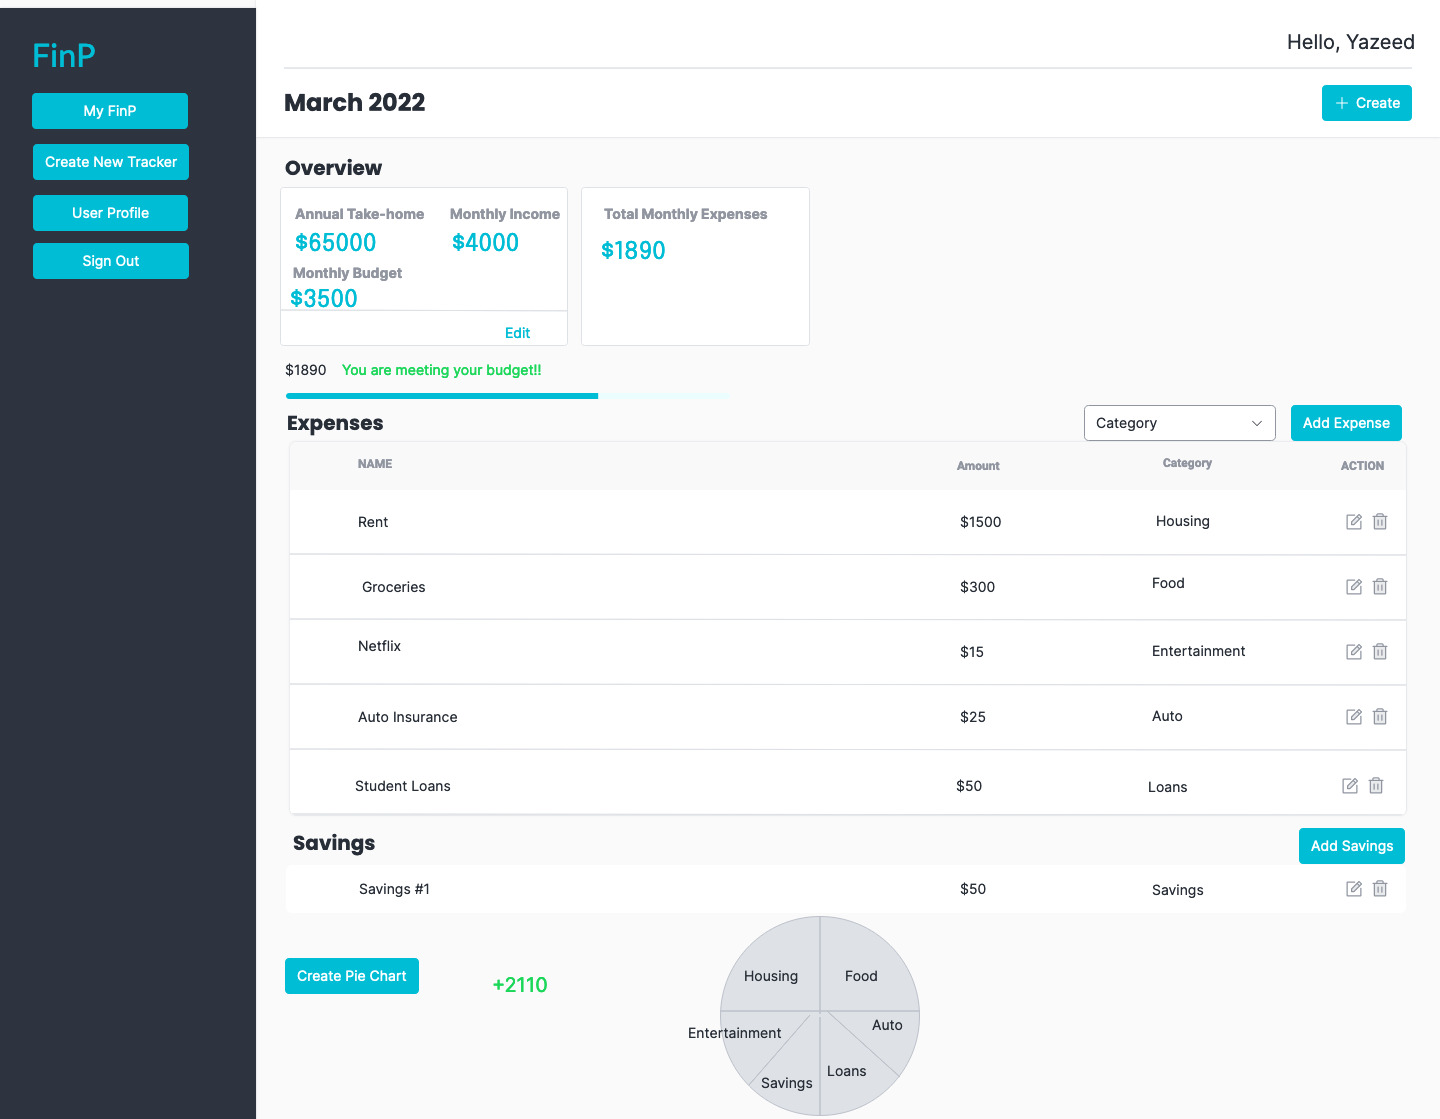 FinP
My FinP
Create New Tracker
User Profile
Sign Out
Hello, Yazeed
March 2022
+ Create
Overview
Annual Take-home Monthly Income
$65000 $4000
Monthly Budget
$3500
Edit
Total Monthly Expenses
$1890
$1890 You are meeting your budget!!
Expenses
Category
Add Expense
NAME Amount Category ACTION
Rent $1500 Housing
Groceries $300 Food
Netflix $15 Entertainment
Auto Insurance $25 Auto
Student Loans $50 Loans
Savings
Add Savings
Savings #1 $50 Savings
Create Pie Chart
+2110
Housing Food
Entertainment Auto
Savings Loans